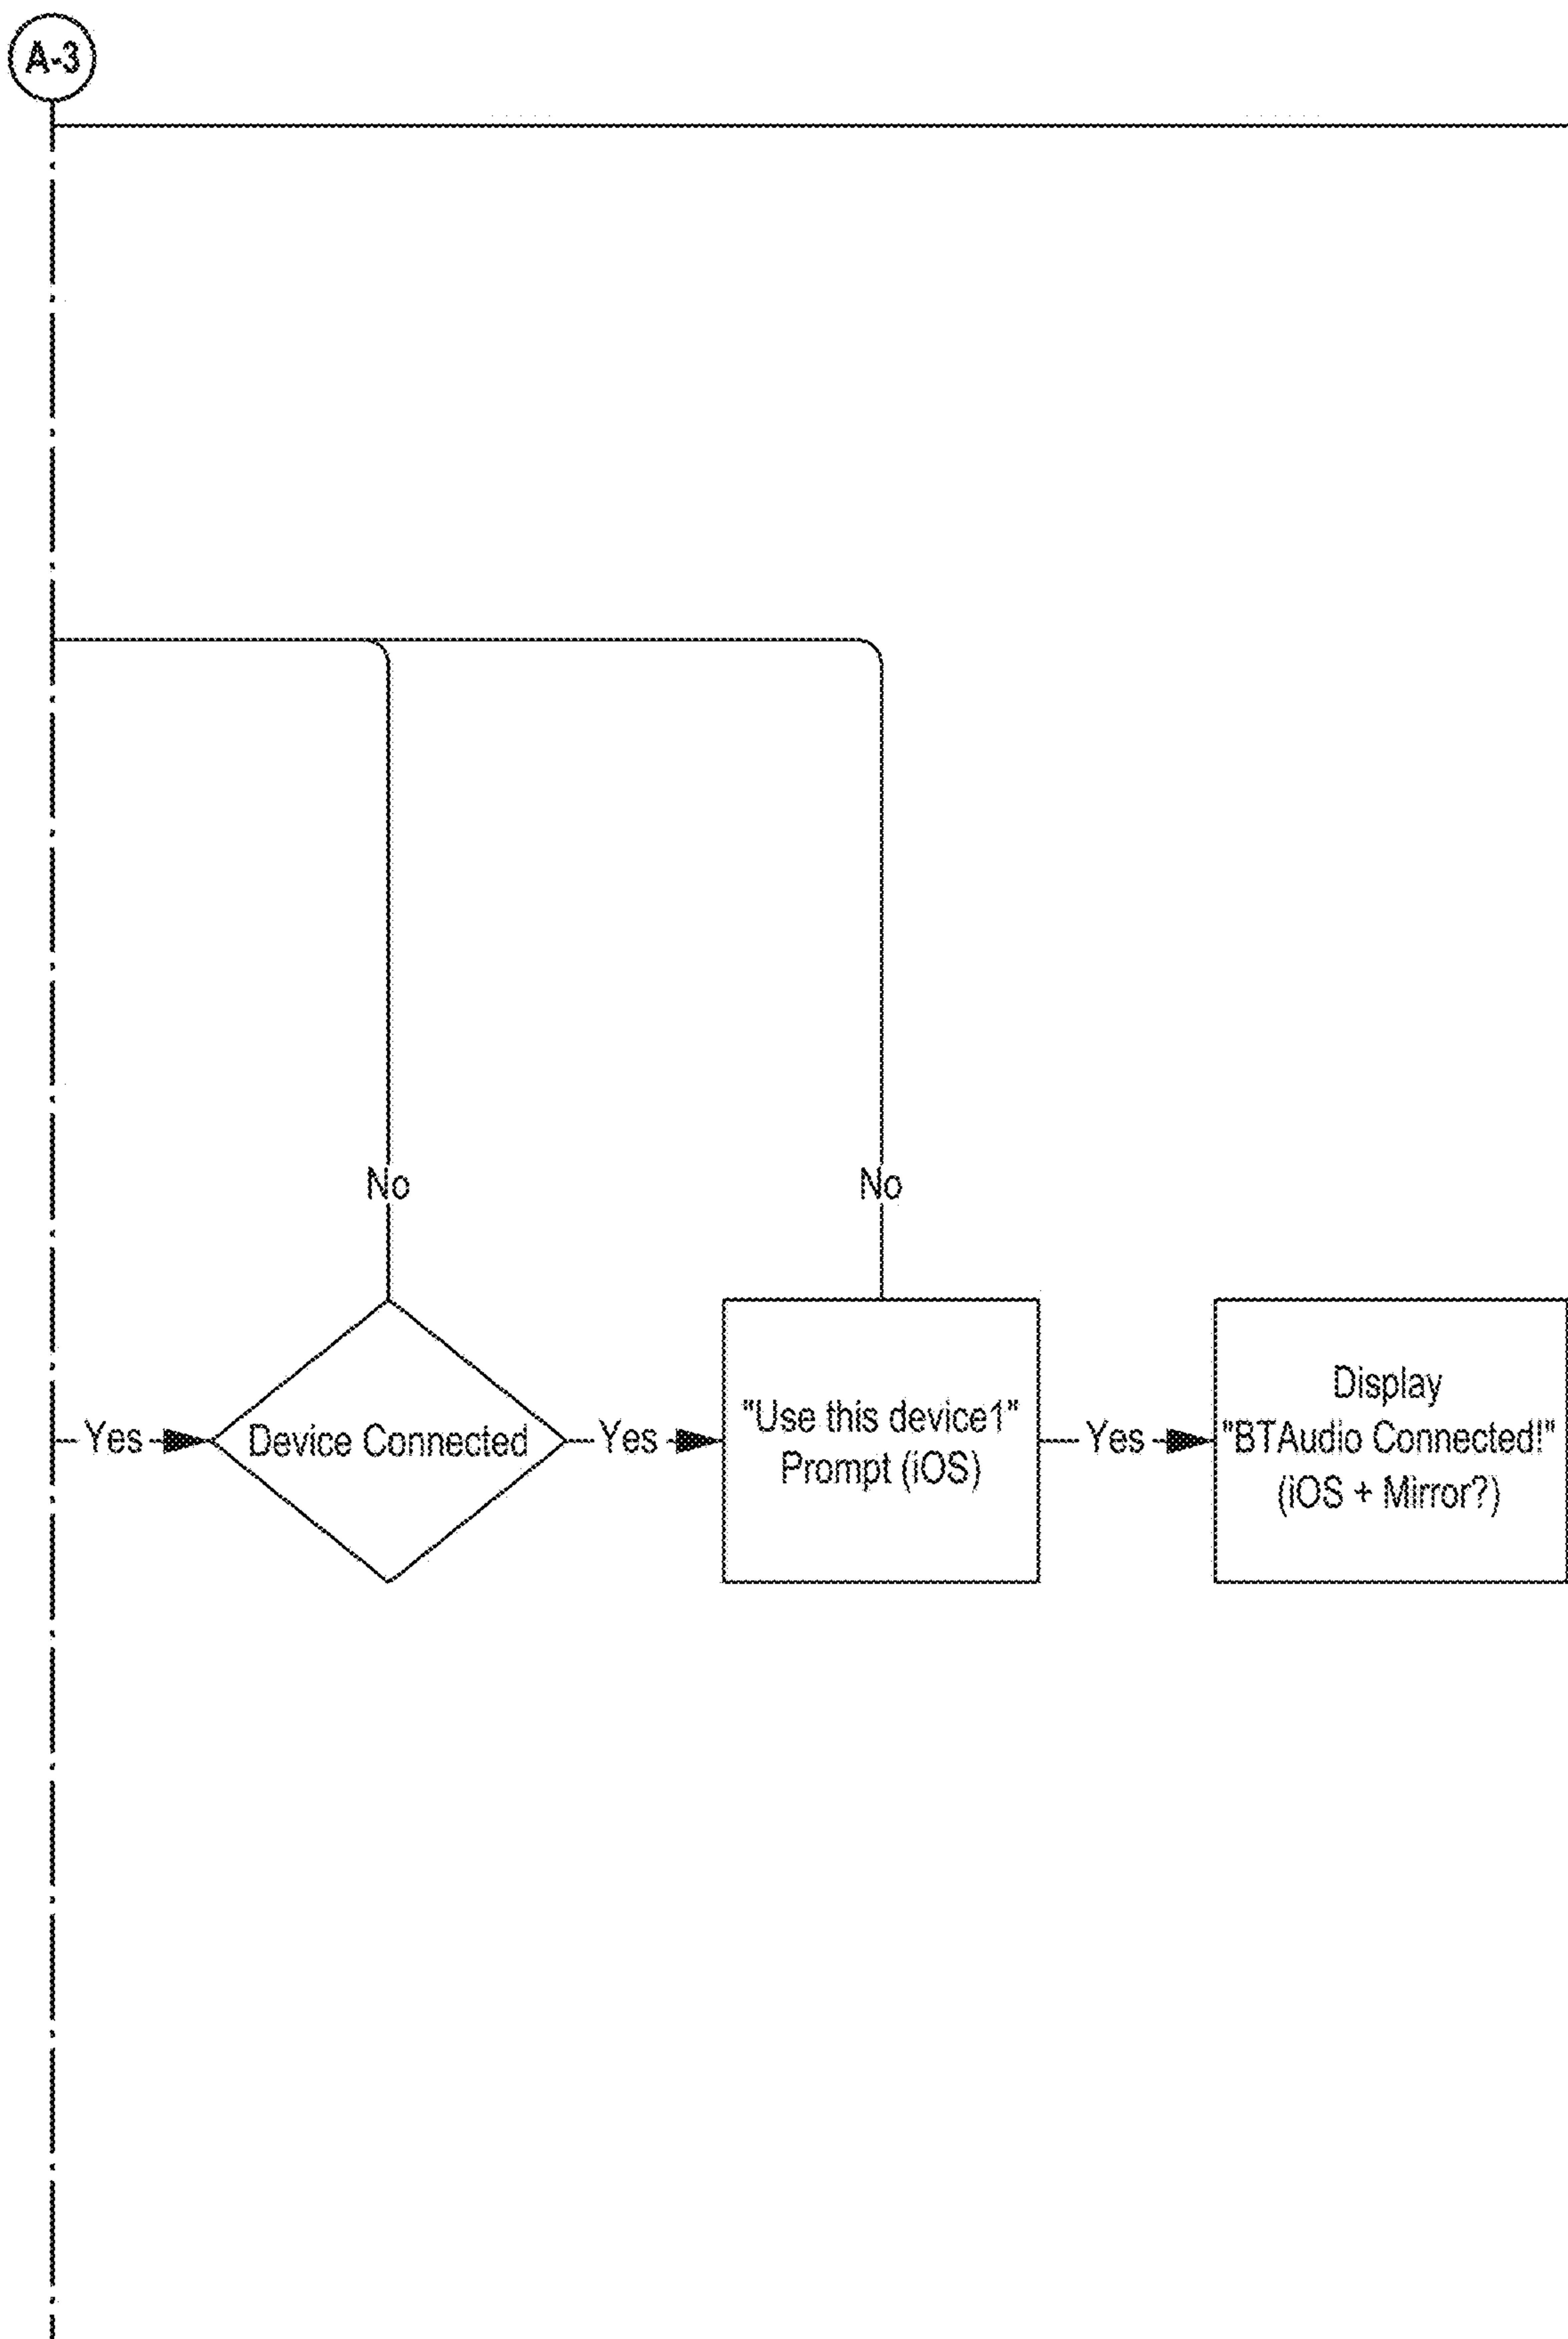 A-3
No
No
Yes
Device Connected
Yes
"Use this device1"
Prompt (iOS)
Yes
Display
"BTAudio Connected!"
(iOS + Mirror?)